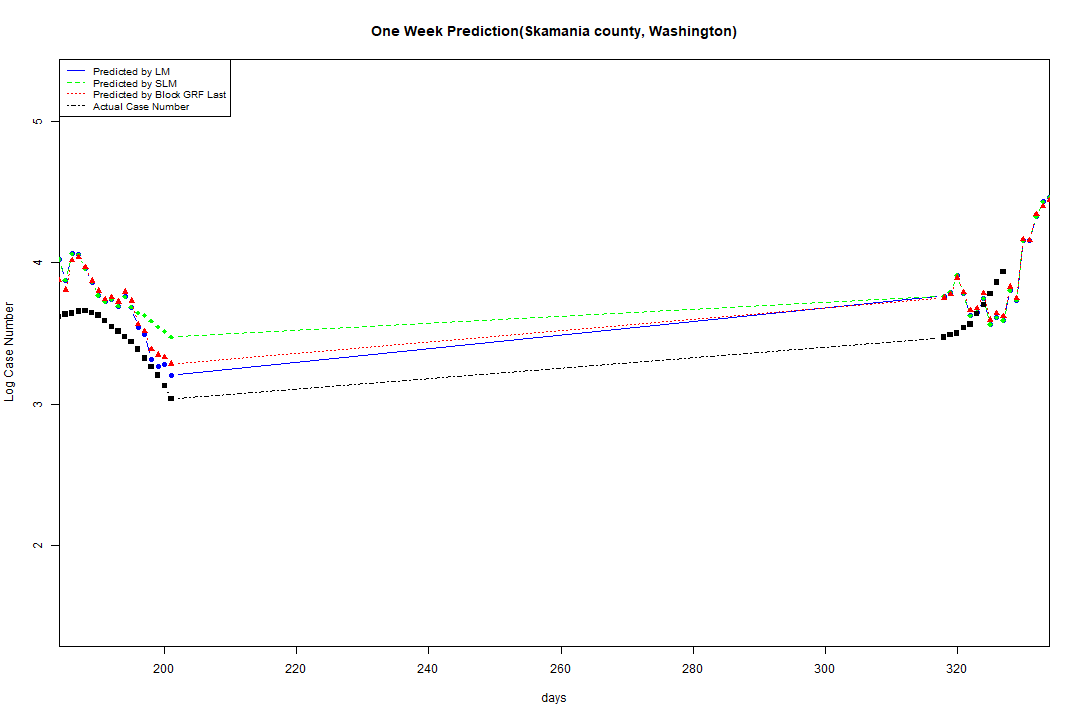 One Week Prediction(Skamania county, Washington)
Predicted by LM
Predicted by SLM
Predicted by Block GRF Last
Actual Case Number
5
4
3
2
Log Case Number
200
220
240
260
280
300
320
days